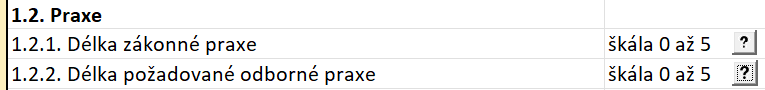 1.2. Praxe
1.2.1. Délka zákonné praxe škála 0 až 5 ?
1.2.2. Délka požadované odborné praxe škála 0 až 5 ?